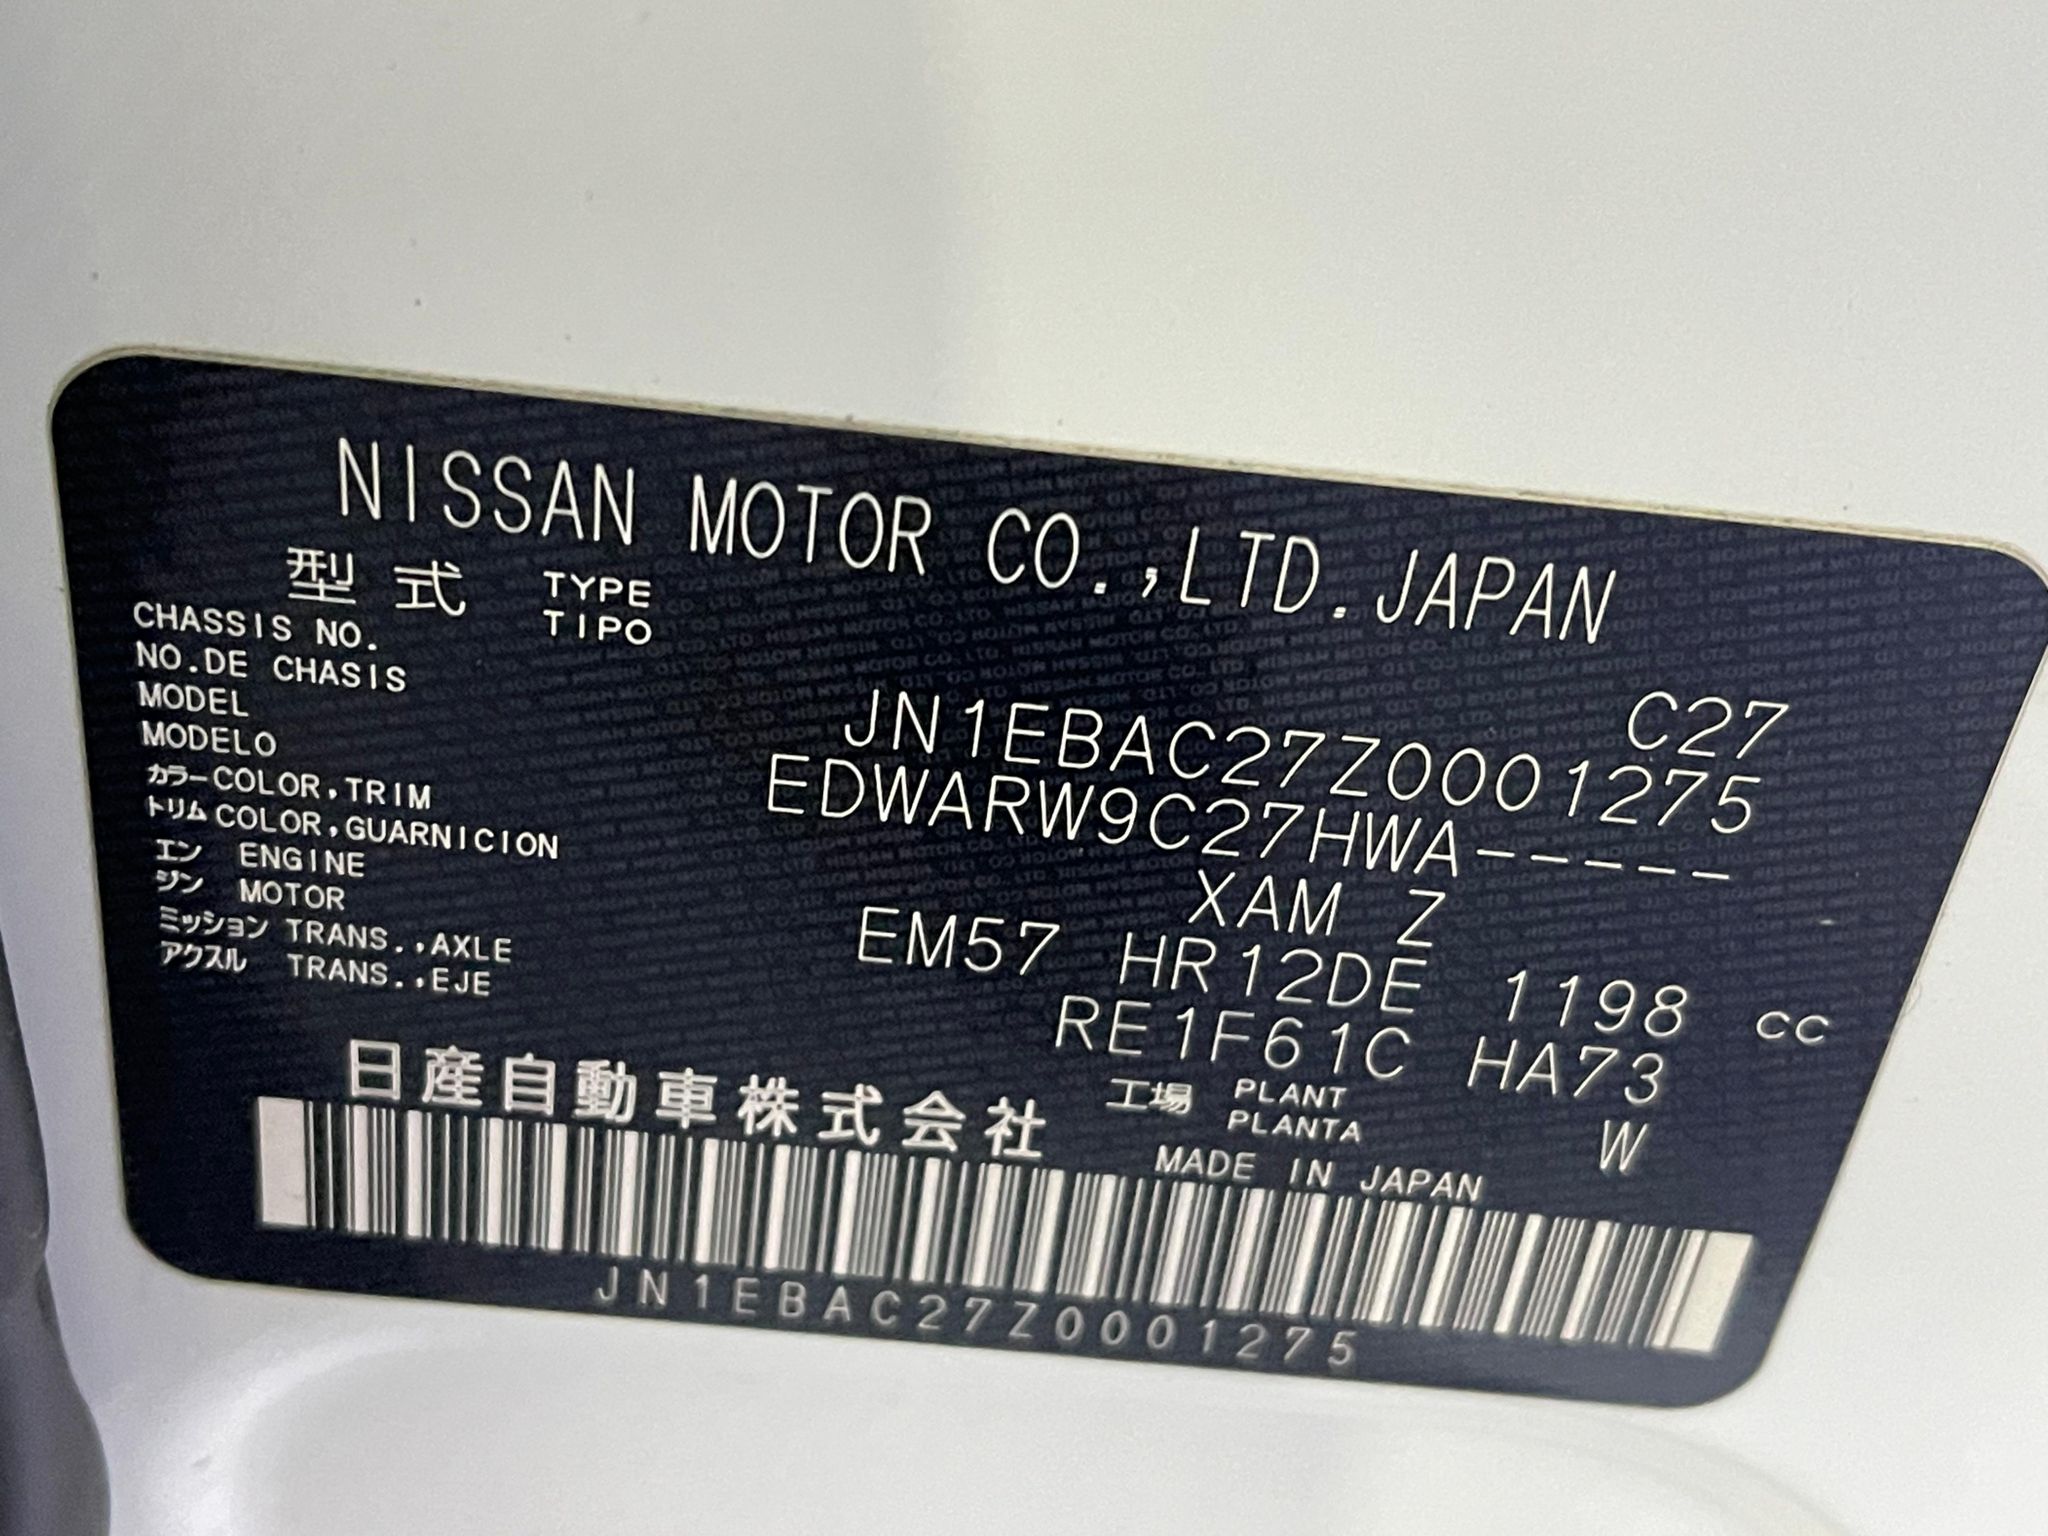 NISSAN MOTOR CO.,LTD.JAPAN
型式 TYPE TIPO C27
CHASSIS NO. NO.DE CHASIS JN1EBAC27Z0001275
MODEL MODELO EDWARW9C27HWA-----
カラー COLOR,TRIM XAM Z
トリム COLOR,GUARNICION
エン ENGINE EM57 HR12DE 1198 cc
ジン MOTOR
ミッション TRANS.,AXLE RE1F61C HA73
アクスル TRANS.,EJE
工場 PLANT PLANTA W
日産自動車株式会社
MADE IN JAPAN
JN1EBAC27Z0001275